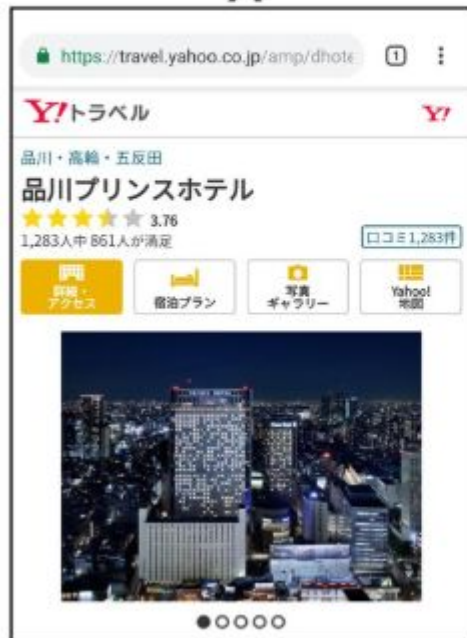 https://travel.yahoo.co.jp/amp/dhote
1
Y!トラベル
Y!
品川・高輪・五反田
品川プリンスホテル
3.76
1,283人中 861人が満足
口コミ1,283件
詳細・
アクセス
宿泊プラン
写真
ギャラリー
Yahoo!
地図